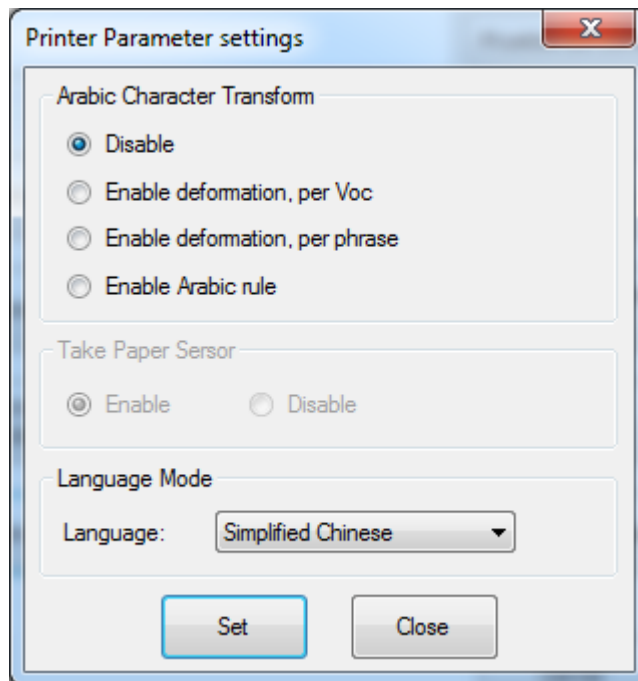 Printer Parameter settings
Arabic Character Transform
Disable
Enable deformation, per Voc
Enable deformation, per phrase
Enable Arabic rule
Take Paper Sersor
Enable Disable
Language Mode
Language: Simplified Chinese
Set Close